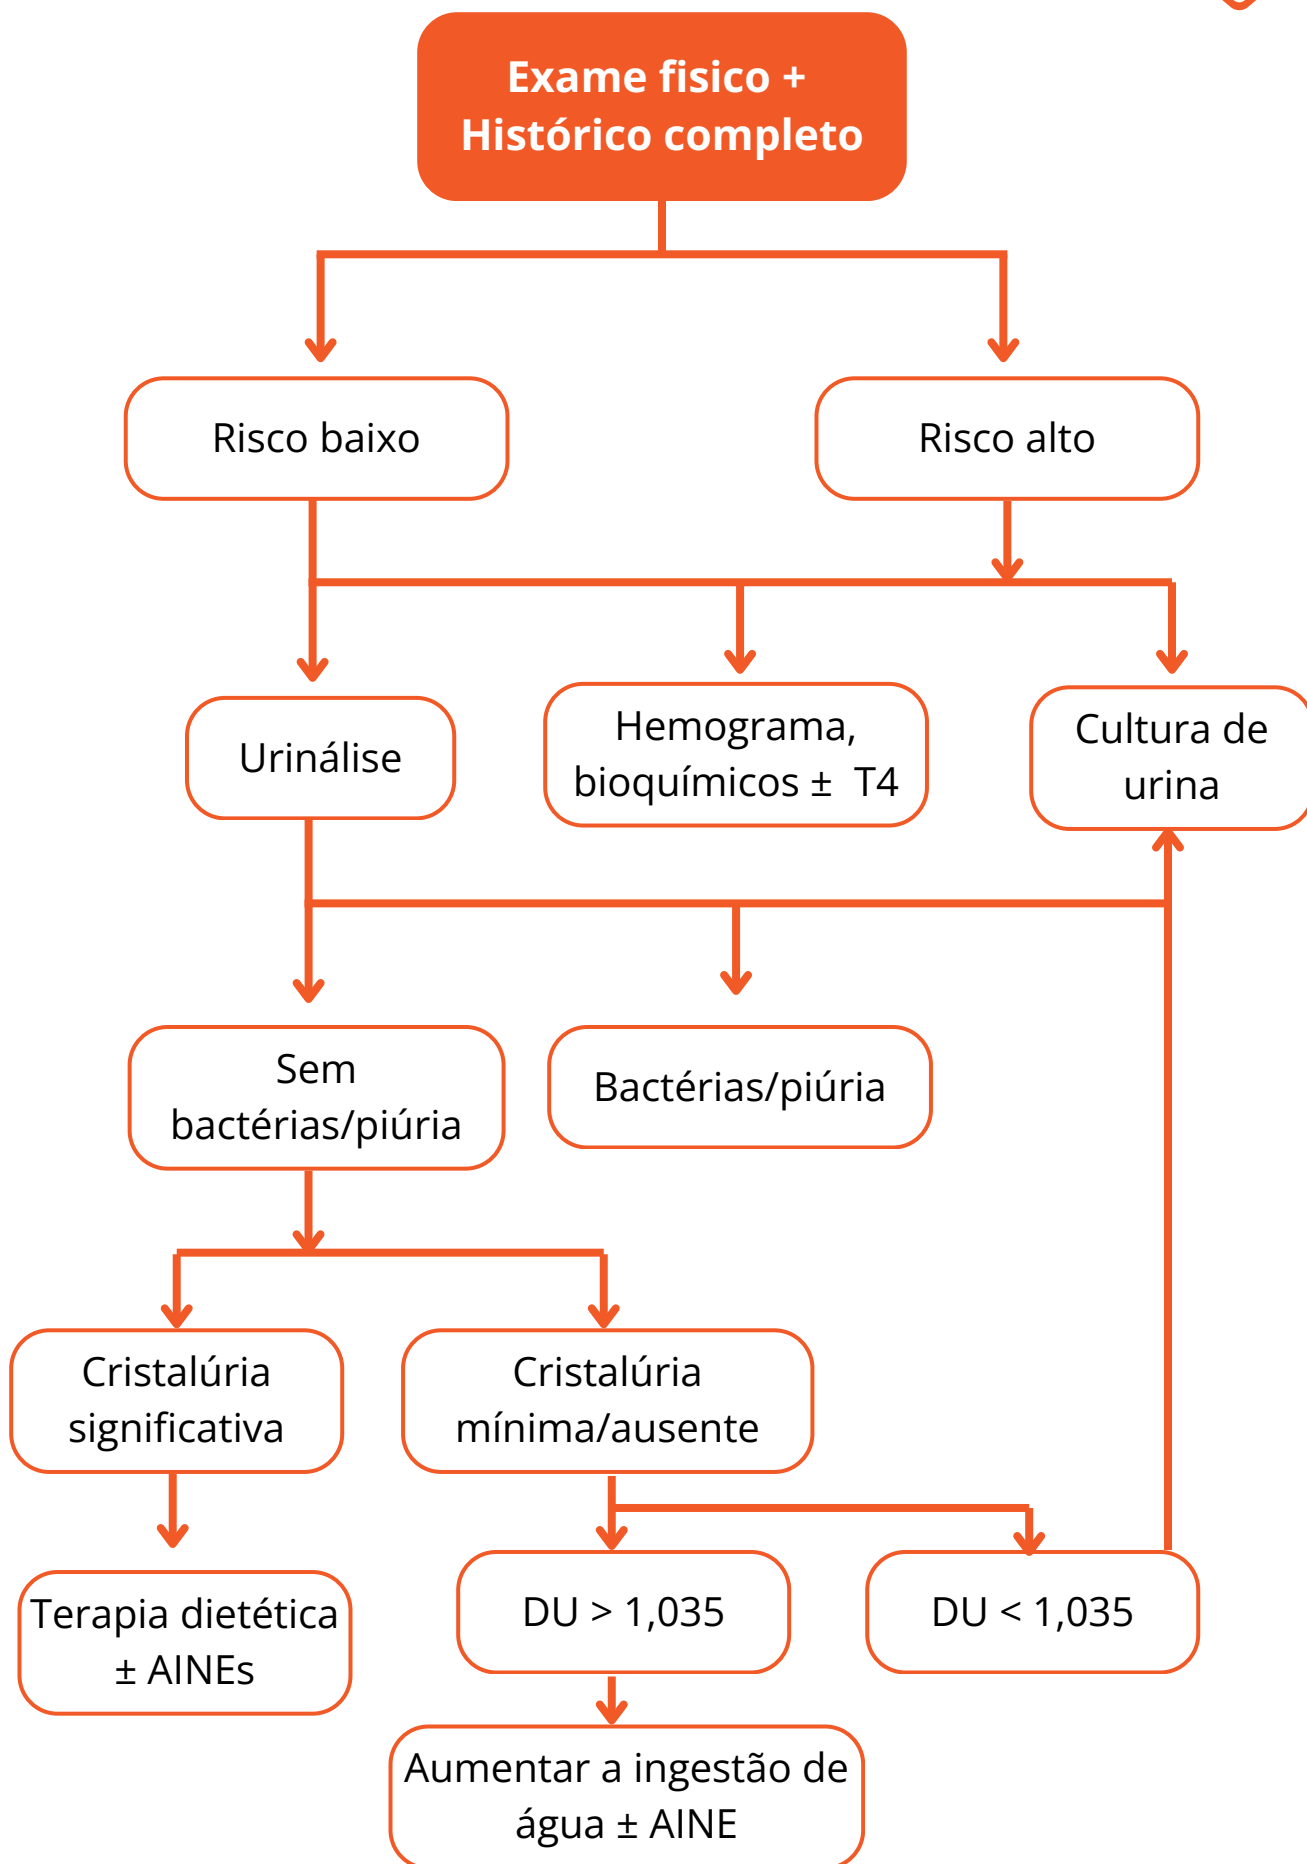 Exame fisico +
Histórico completo
Risco baixo
Risco alto
Urinálise
Hemograma,
bioquímicos ± T4
Cultura de
urina
Sem
bactérias/piúria
Bactérias/piúria
Cristalúria
significativa
Cristalúria
mínima/ausente
Terapia dietética
± AINEs
DU > 1,035
DU < 1,035
Aumentar a ingestão de
água ± AINE